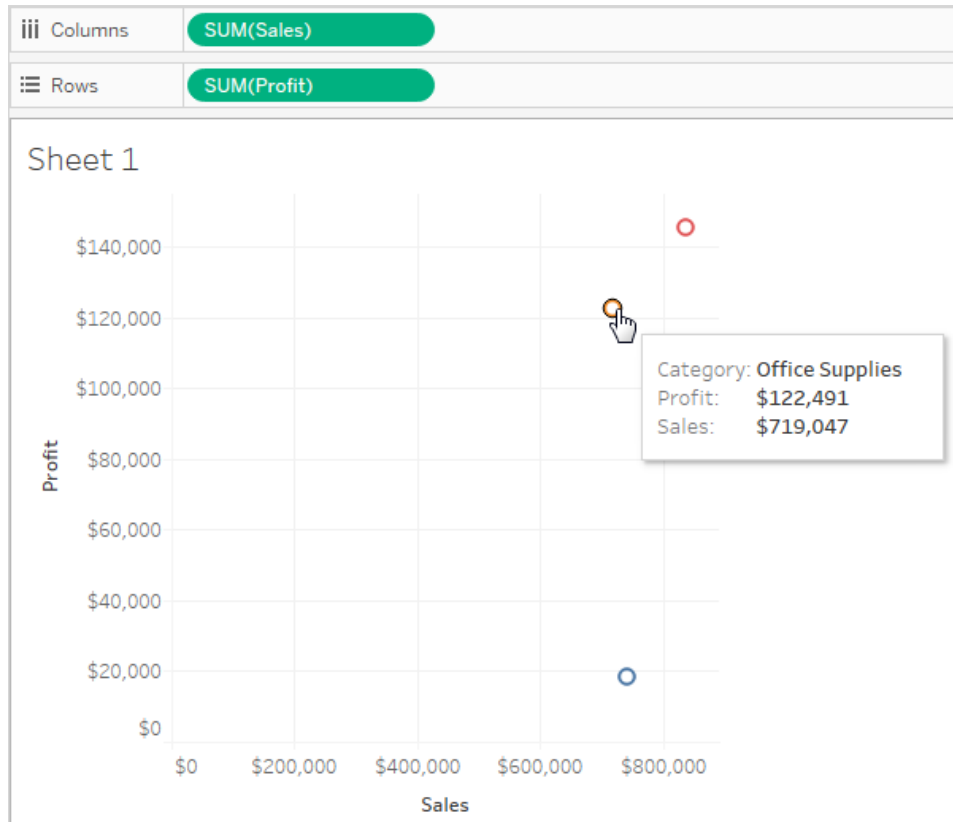 Columns SUM(Sales)
Rows SUM(Profit)
Sheet 1
$140,000
$120,000
$100,000
$80,000
$60,000
$40,000
$20,000
$0
Profit
Category: Office Supplies
Profit: $122,491
Sales: $719,047
$0 $200,000 $400,000 $600,000 $800,000
Sales